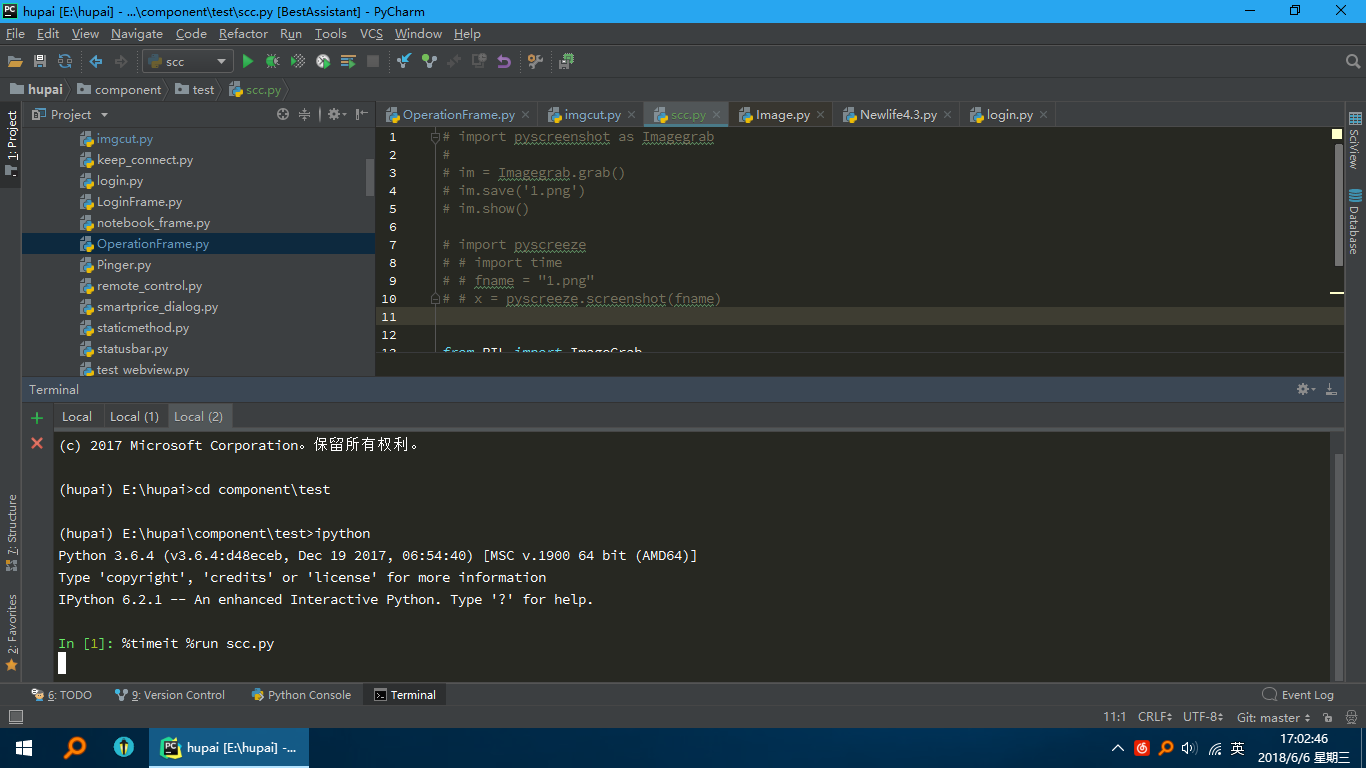 hupai [E:\hupai] - ...\component\test\scc.py [BestAssistant] - PyCharm
File Edit View Navigate Code Refactor Run Tools VCS Window Help
scc
hupai component test scc.py
1: Project
Project
OperationFrame.py imgcut.py scc.py Image.py Newlife4.3.py login.py
imgcut.py
keep_connect.py
login.py
LoginFrame.py
notebook_frame.py
OperationFrame.py
Pinger.py
remote_control.py
smartprice_dialog.py
staticmethod.py
statusbar.py
test_webview.py
1 # import pyscreenshot as Imagegrab
2 #
3 # im = Imagegrab.grab()
4 # im.save('1.png')
5 # im.show()
6
7 # import pyscreeze
8 # # import time
9 # # fname = "1.png"
10 # # x = pyscreeze.screenshot(fname)
11
12
13 from PIL import ImageGrab
SciView
Database
Terminal
Local Local (1) Local (2)
(c) 2017 Microsoft Corporation。保留所有权利。
(hupai) E:\hupai>cd component\test
(hupai) E:\hupai\component\test>ipython
Python 3.6.4 (v3.6.4:d48eceb, Dec 19 2017, 06:54:40) [MSC v.1900 64 bit (AMD64)]
Type 'copyright', 'credits' or 'license' for more information
IPython 6.2.1 -- An enhanced Interactive Python. Type '?' for help.
In [1]: %timeit %run scc.py
7: Structure
2: Favorites
6: TODO 9: Version Control Python Console Terminal Event Log
11:1 CRLF UTF-8 Git: master
PC hupai [E:\hupai] -... 英 17:02:46
2018/6/6 星期三